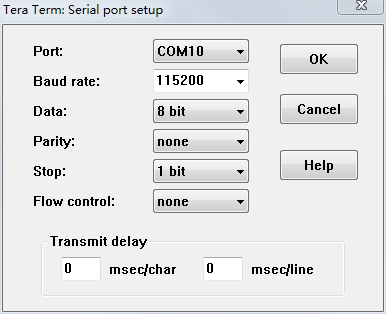 Tera Term: Serial port setup
Port: COM10 OK
Baud rate: 115200
Data: 8 bit Cancel
Parity: none
Stop: 1 bit Help
Flow control: none
Transmit delay
0 msec/char 0 msec/line